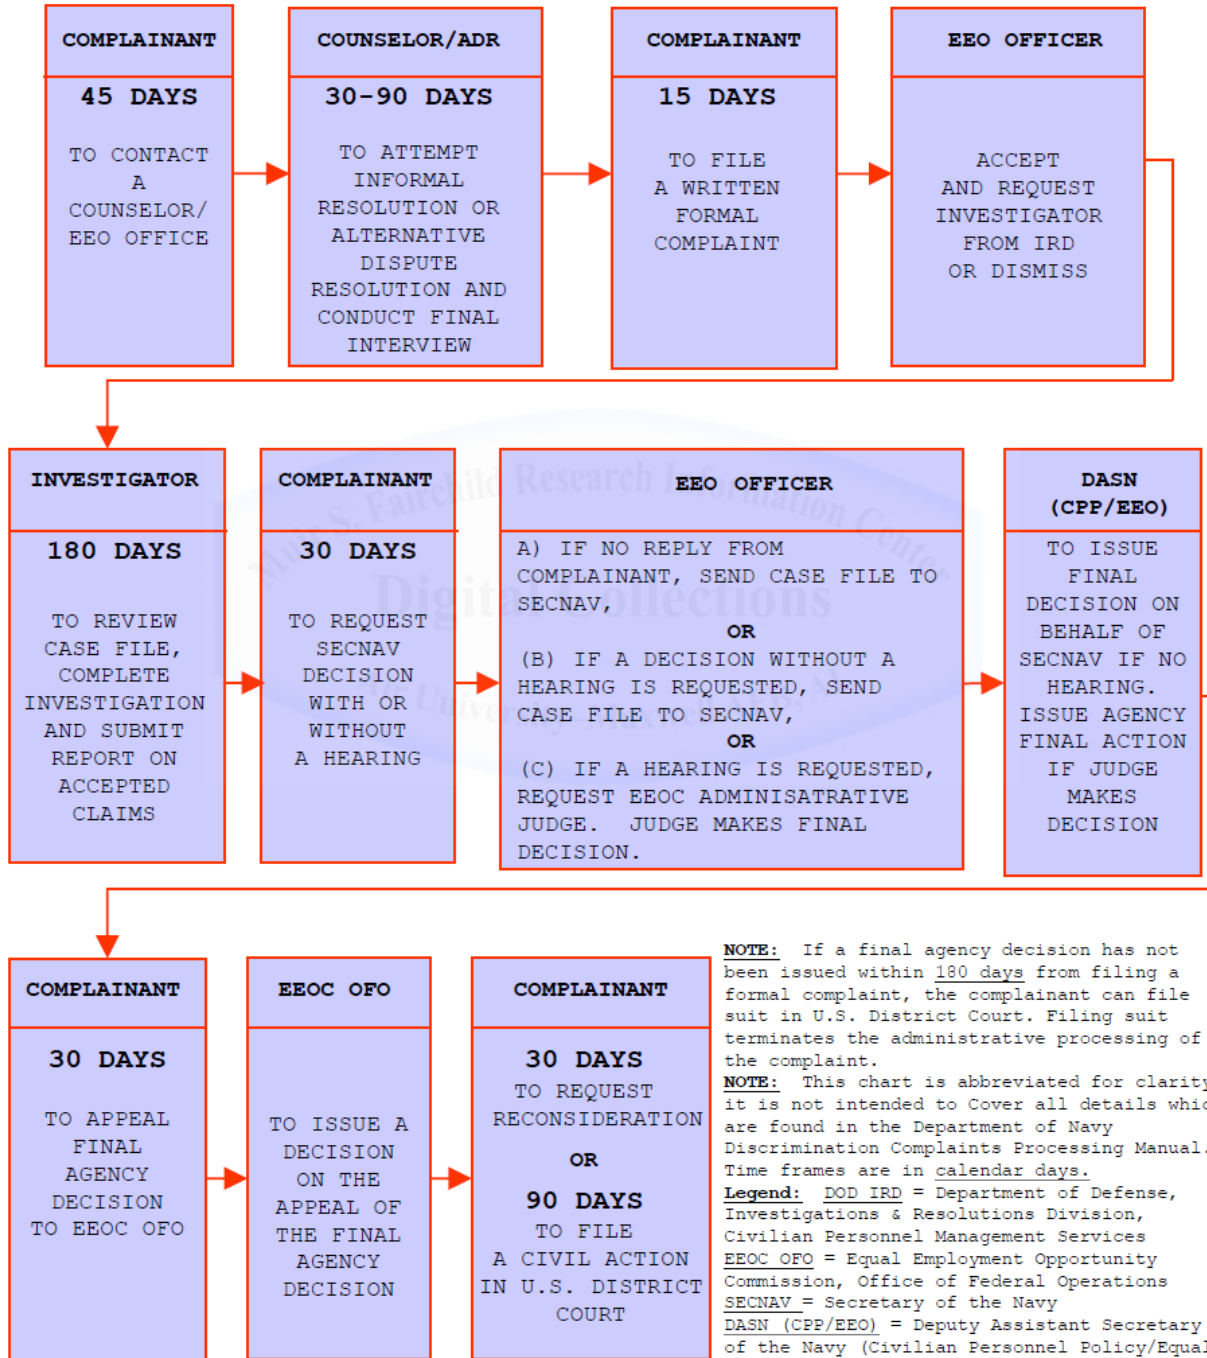 COMPLAINANT
45 DAYS
TO CONTACT
A
COUNSELOR/
EEO OFFICE
COUNSELOR/ADR
30-90 DAYS
TO ATTEMPT
INFORMAL
RESOLUTION OR
ALTERNATIVE
DISPUTE
RESOLUTION AND
CONDUCT FINAL
INTERVIEW
COMPLAINANT
15 DAYS
TO FILE
A WRITTEN
FORMAL
COMPLAINT
EEO OFFICER
ACCEPT
AND REQUEST
INVESTIGATOR
FROM IRD
OR DISMISS
INVESTIGATOR
180 DAYS
TO REVIEW
CASE FILE,
COMPLETE
INVESTIGATION
AND SUBMIT
REPORT ON
ACCEPTED
CLAIMS
COMPLAINANT
30 DAYS
TO REQUEST
SECNAV
DECISION
WITH OR
WITHOUT
A HEARING
EEO OFFICER
A) IF NO REPLY FROM
COMPLAINANT, SEND CASE FILE TO
SECNAV,
OR
(B) IF A DECISION WITHOUT A
HEARING IS REQUESTED, SEND
CASE FILE TO SECNAV,
OR
(C) IF A HEARING IS REQUESTED,
REQUEST EEOC ADMINISATRATIVE
JUDGE. JUDGE MAKES FINAL
DECISION.
DASN
(CPP/EEO)
TO ISSUE
FINAL
DECISION ON
BEHALF OF
SECNAV IF NO
HEARING.
ISSUE AGENCY
FINAL ACTION
IF JUDGE
MAKES
DECISION
Muir S. Fairchild Research Information Center
Digital Collections
Air University
COMPLAINANT
30 DAYS
TO APPEAL
FINAL
AGENCY
DECISION
TO EEOC OFO
EEOC OFO
TO ISSUE A
DECISION
ON THE
APPEAL OF
THE FINAL
AGENCY
DECISION
COMPLAINANT
30 DAYS
TO REQUEST
RECONSIDERATION
OR
90 DAYS
TO FILE
A CIVIL ACTION
IN U.S. DISTRICT
COURT
NOTE: If a final agency decision has not
been issued within 180 days from filing a
formal complaint, the complainant can file
suit in U.S. District Court. Filing suit
terminates the administrative processing of
the complaint.
NOTE: This chart is abbreviated for clarity
it is not intended to Cover all details whic
are found in the Department of Navy
Discrimination Complaints Processing Manual.
Time frames are in calendar days.
Legend: DOD IRD = Department of Defense,
Investigations & Resolutions Division,
Civilian Personnel Management Services
EEOC OFO = Equal Employment Opportunity
Commission, Office of Federal Operations
SECNAV = Secretary of the Navy
DASN (CPP/EEO) = Deputy Assistant Secretary
of the Navy (Civilian Personnel Policy/Equal